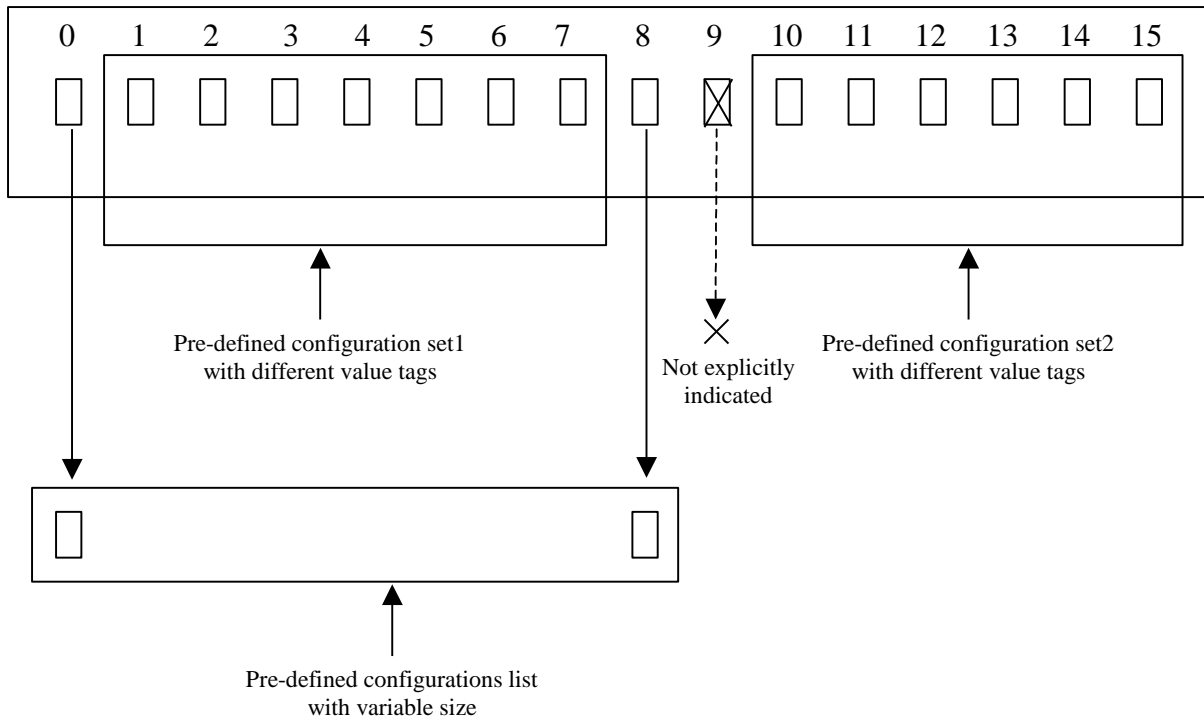 0 1 2 3 4 5 6 7 8 9 10 11 12 13 14 15
Pre-defined configuration set1
with different value tags
Not explicitly
indicated
Pre-defined configuration set2
with different value tags
Pre-defined configurations list
with variable size